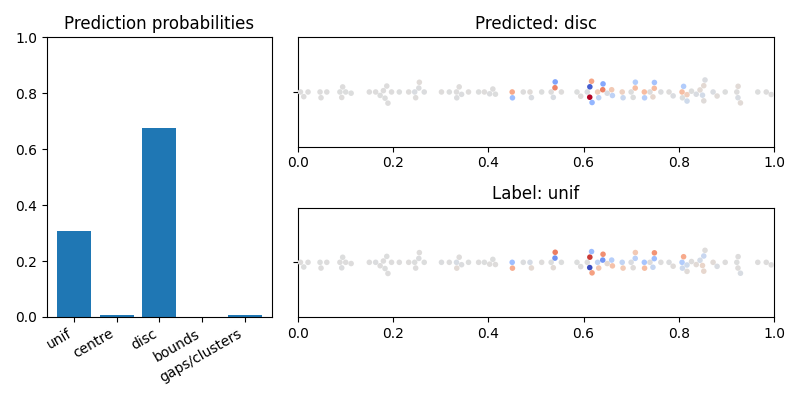 Prediction probabilities
1.0
0.8
0.6
0.4
0.2
0.0
unif
centre
disc
bounds
gaps/clusters
Predicted: disc
0.0 0.2 0.4 0.6 0.8 1.0
Label: unif
0.0 0.2 0.4 0.6 0.8 1.0